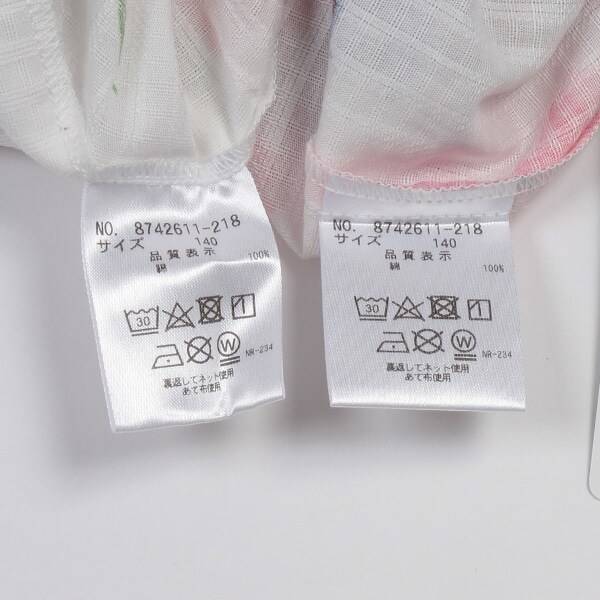 NO. 8742611-218
サイズ 140
品質表示
綿 100%
30
W
NR-234
裏返してネット使用
あて布使用
NO. 8742611-218
サイズ 140
品質表示
綿 100%
30
W
NR-234
裏返してネット使用
あて布使用